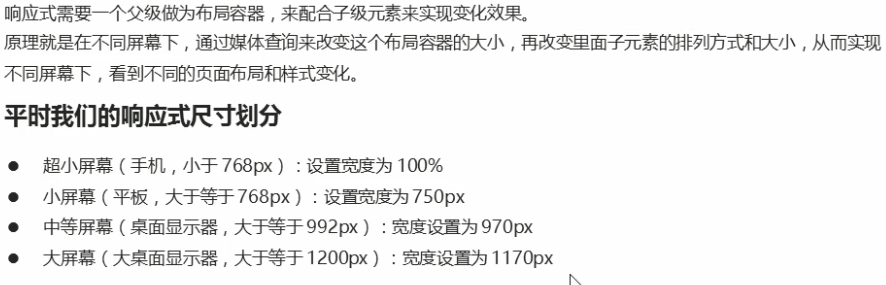 响应式需要一个父级做为布局容器，来配合子级元素来实现变化效果。
原理就是在不同屏幕下，通过媒体查询来改变这个布局容器的大小，再改变里面子元素的排列方式和大小，从而实现
不同屏幕下，看到不同的页面布局和样式变化。
平时我们的响应式尺寸划分
● 超小屏幕（手机，小于 768px）：设置宽度为 100%
● 小屏幕（平板，大于等于 768px）：设置宽度为 750px
● 中等屏幕（桌面显示器，大于等于 992px）：宽度设置为 970px
● 大屏幕（大桌面显示器，大于等于 1200px）：宽度设置为 1170px